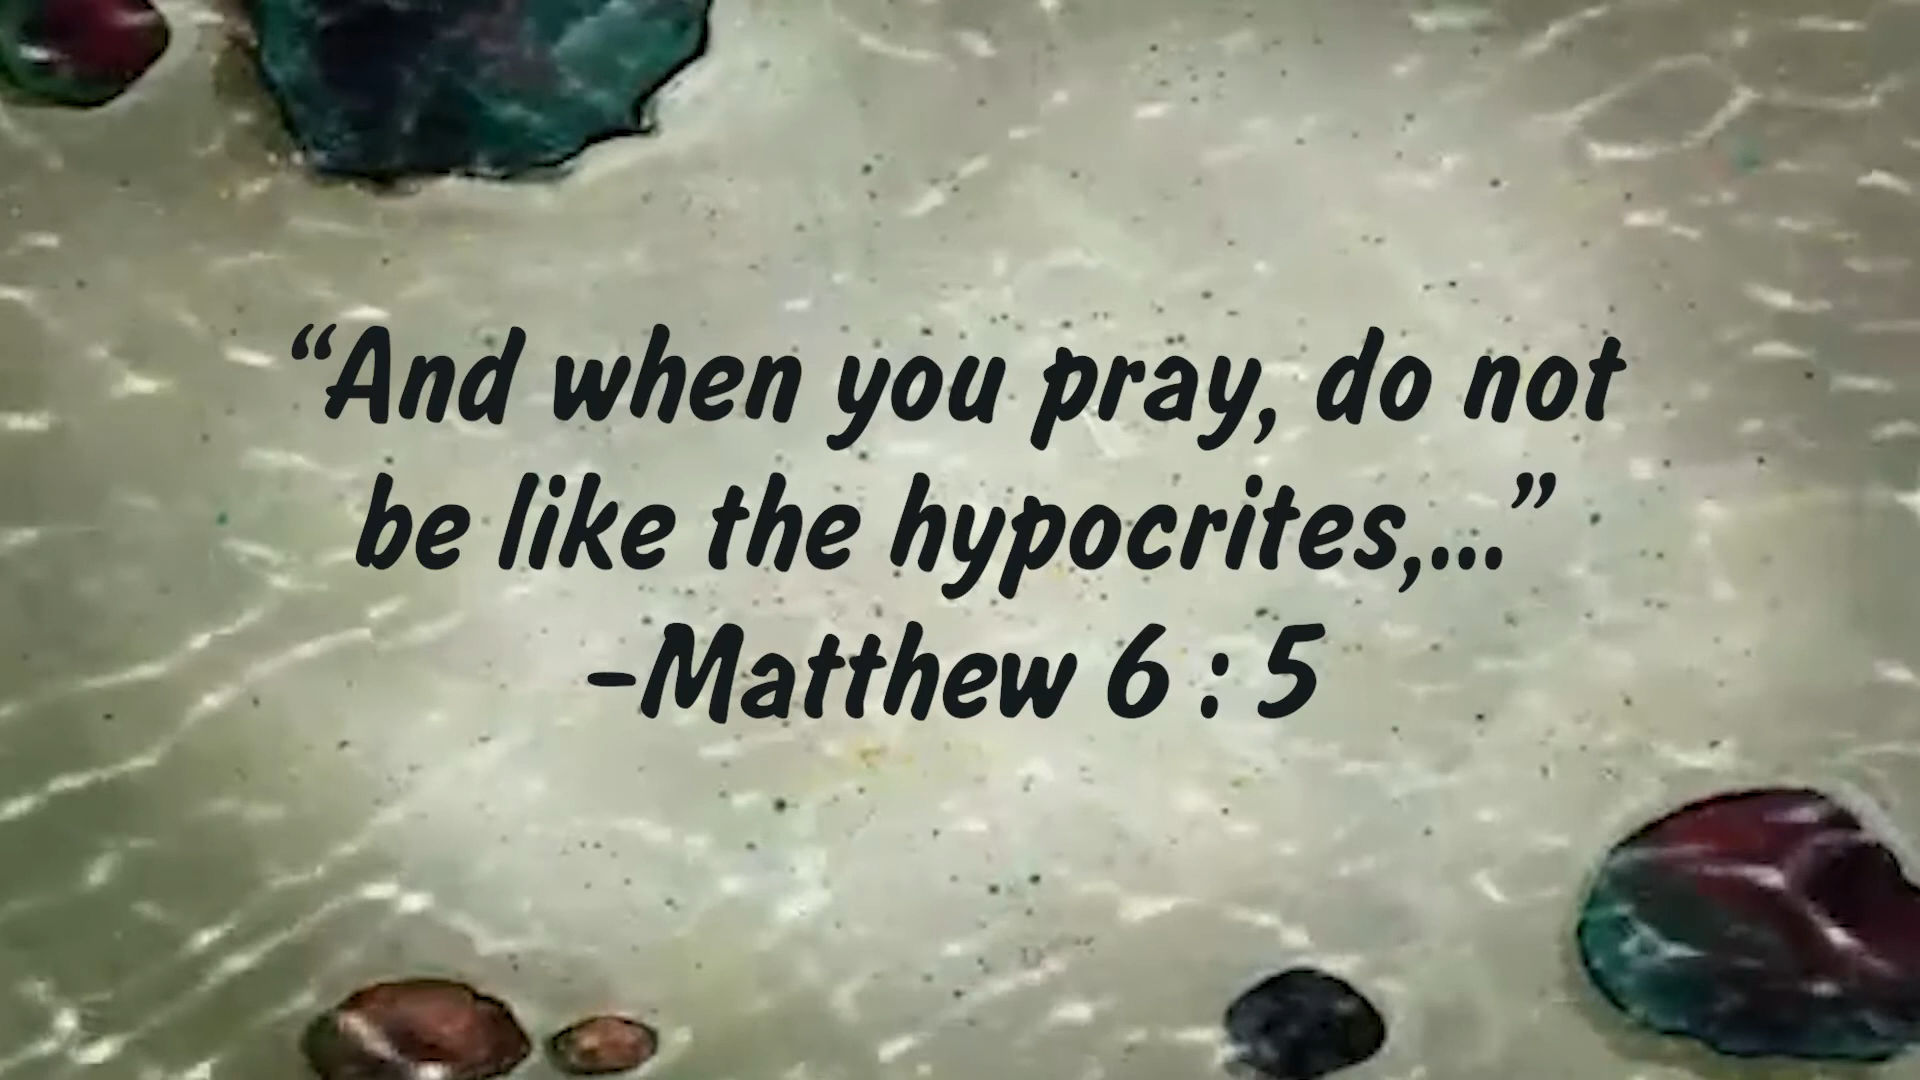 “And when you pray, do not
be like the hypocrites,...”
-Matthew 6 : 5